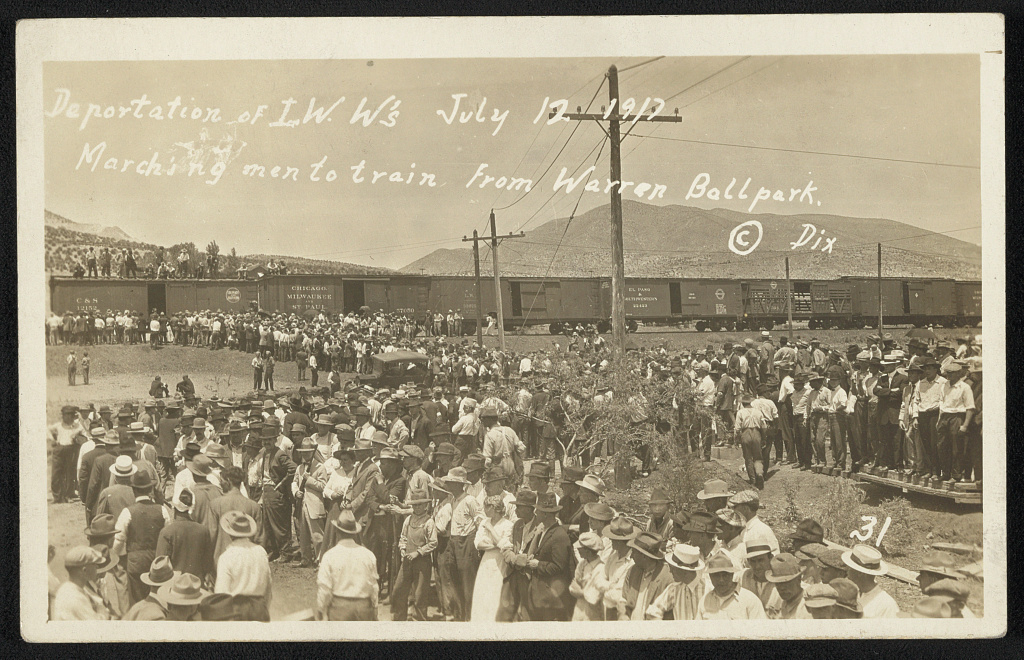 Deportation of I.W.W's July 12 1917
Marching men to train From Warren Ballpark.
© Dix
C & S
CHICAGO
MILWAUKEE
&
ST PAUL
EL PASO
&
SOUTHWESTERN
31